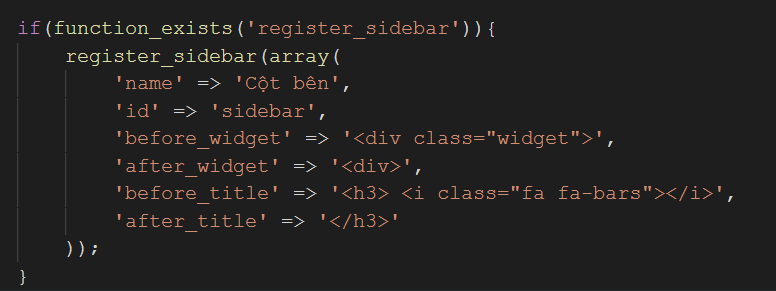 if(function_exists('register_sidebar')){
register_sidebar(array(
'name' => 'Cột bên',
'id' => 'sidebar',
'before_widget' => '<div class="widget">',
'after_widget' => '<div>',
'before_title' => '<h3> <i class="fa fa-bars"></i>',
'after_title' => '</h3>'
));
}